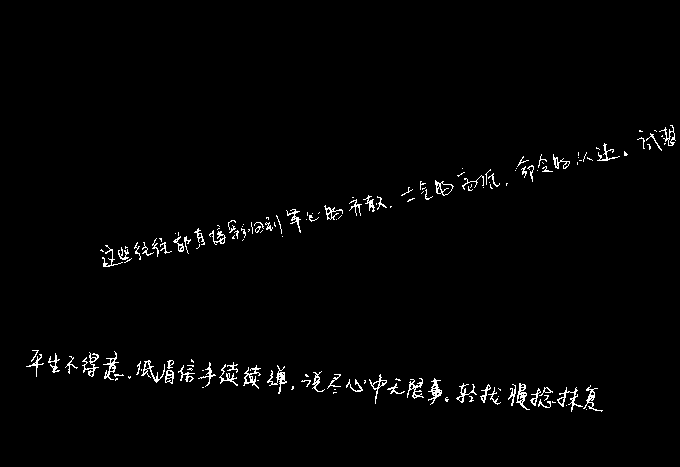 这些往往都直接影响到军心的齐散、士气的高低,命令的从违。试想
平生不得意、低眉信手续续弹,说尽心中无限事。轻拢慢捻抹复